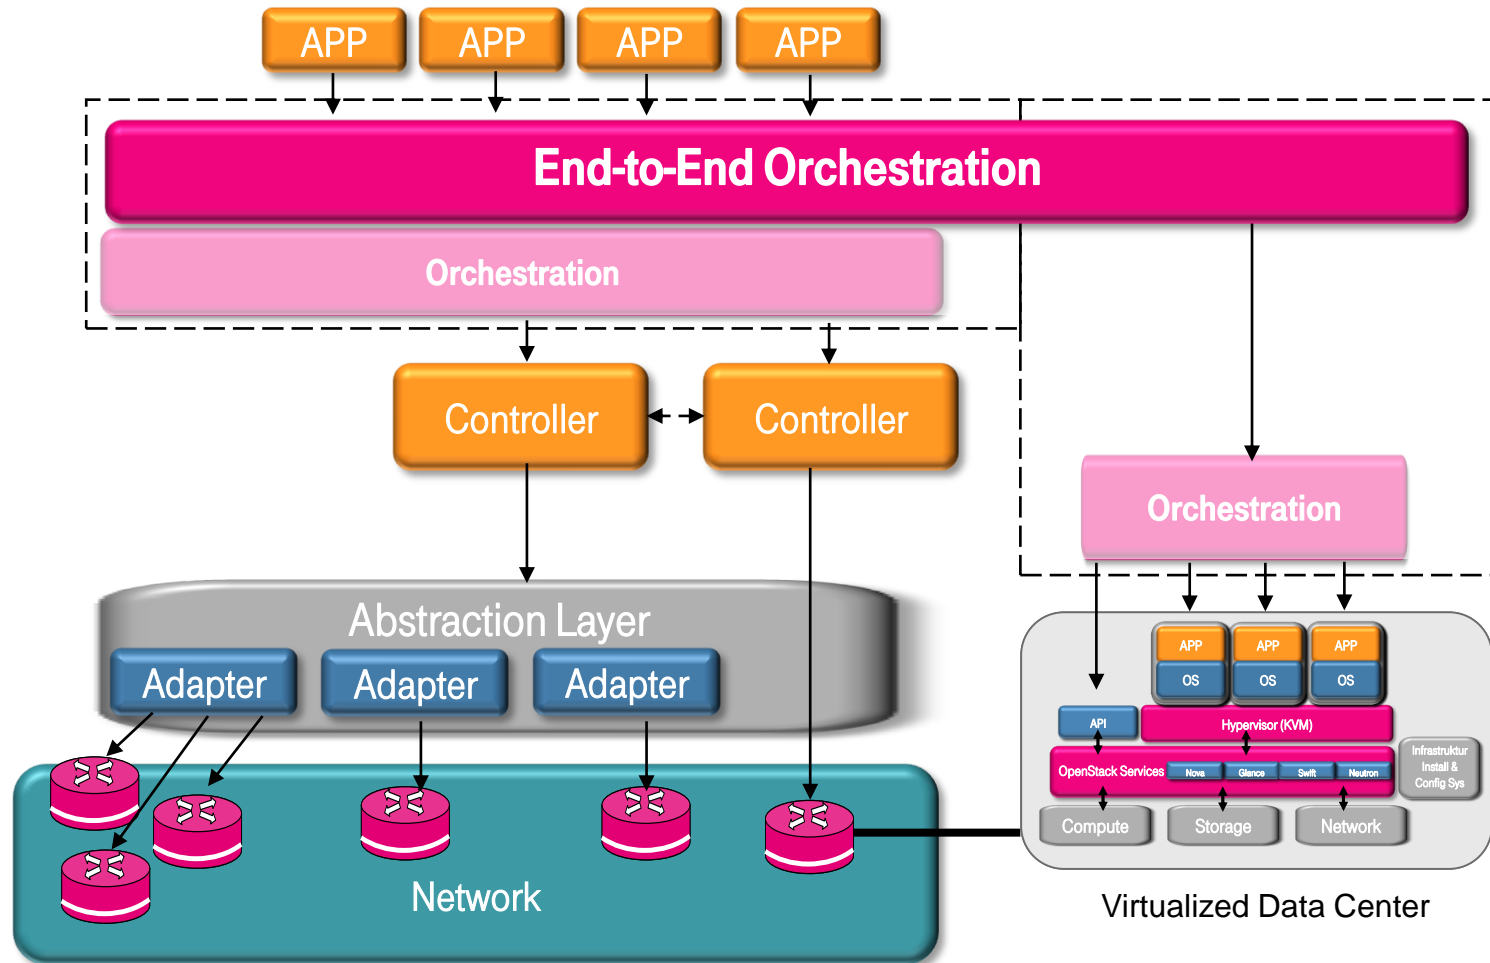 APP
APP
APP
APP
End-to-End Orchestration
Orchestration
Controller
Controller
Orchestration
Abstraction Layer
Adapter
Adapter
Adapter
Network
APP
APP
APP
OS
OS
OS
API
Hypervisor (KVM)
OpenStack Services
Nova
Glance
Swift
Neutron
Infrastruktur
Install &
Config Sys
Compute
Storage
Network
Virtualized Data Center